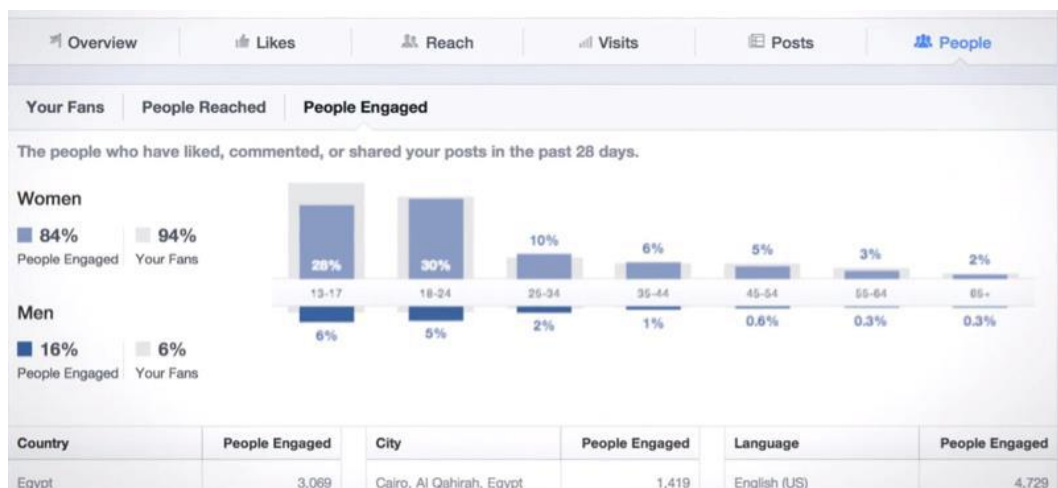 Overview Likes Reach Visits Posts People
Your Fans People Reached People Engaged
The people who have liked, commented, or shared your posts in the past 28 days.
Women
84% 94%
People Engaged Your Fans
28% 30% 10% 6% 5% 3% 2%
13-17 18-24 25-34 35-44 45-54 55-64 65+
Men
6% 5% 2% 1% 0.6% 0.3% 0.3%
16% 6%
People Engaged Your Fans
Country People Engaged City People Engaged Language People Engaged
Egypt 3,069 Cairo, Al Qahirah, Egypt 1,419 English (US) 4,729